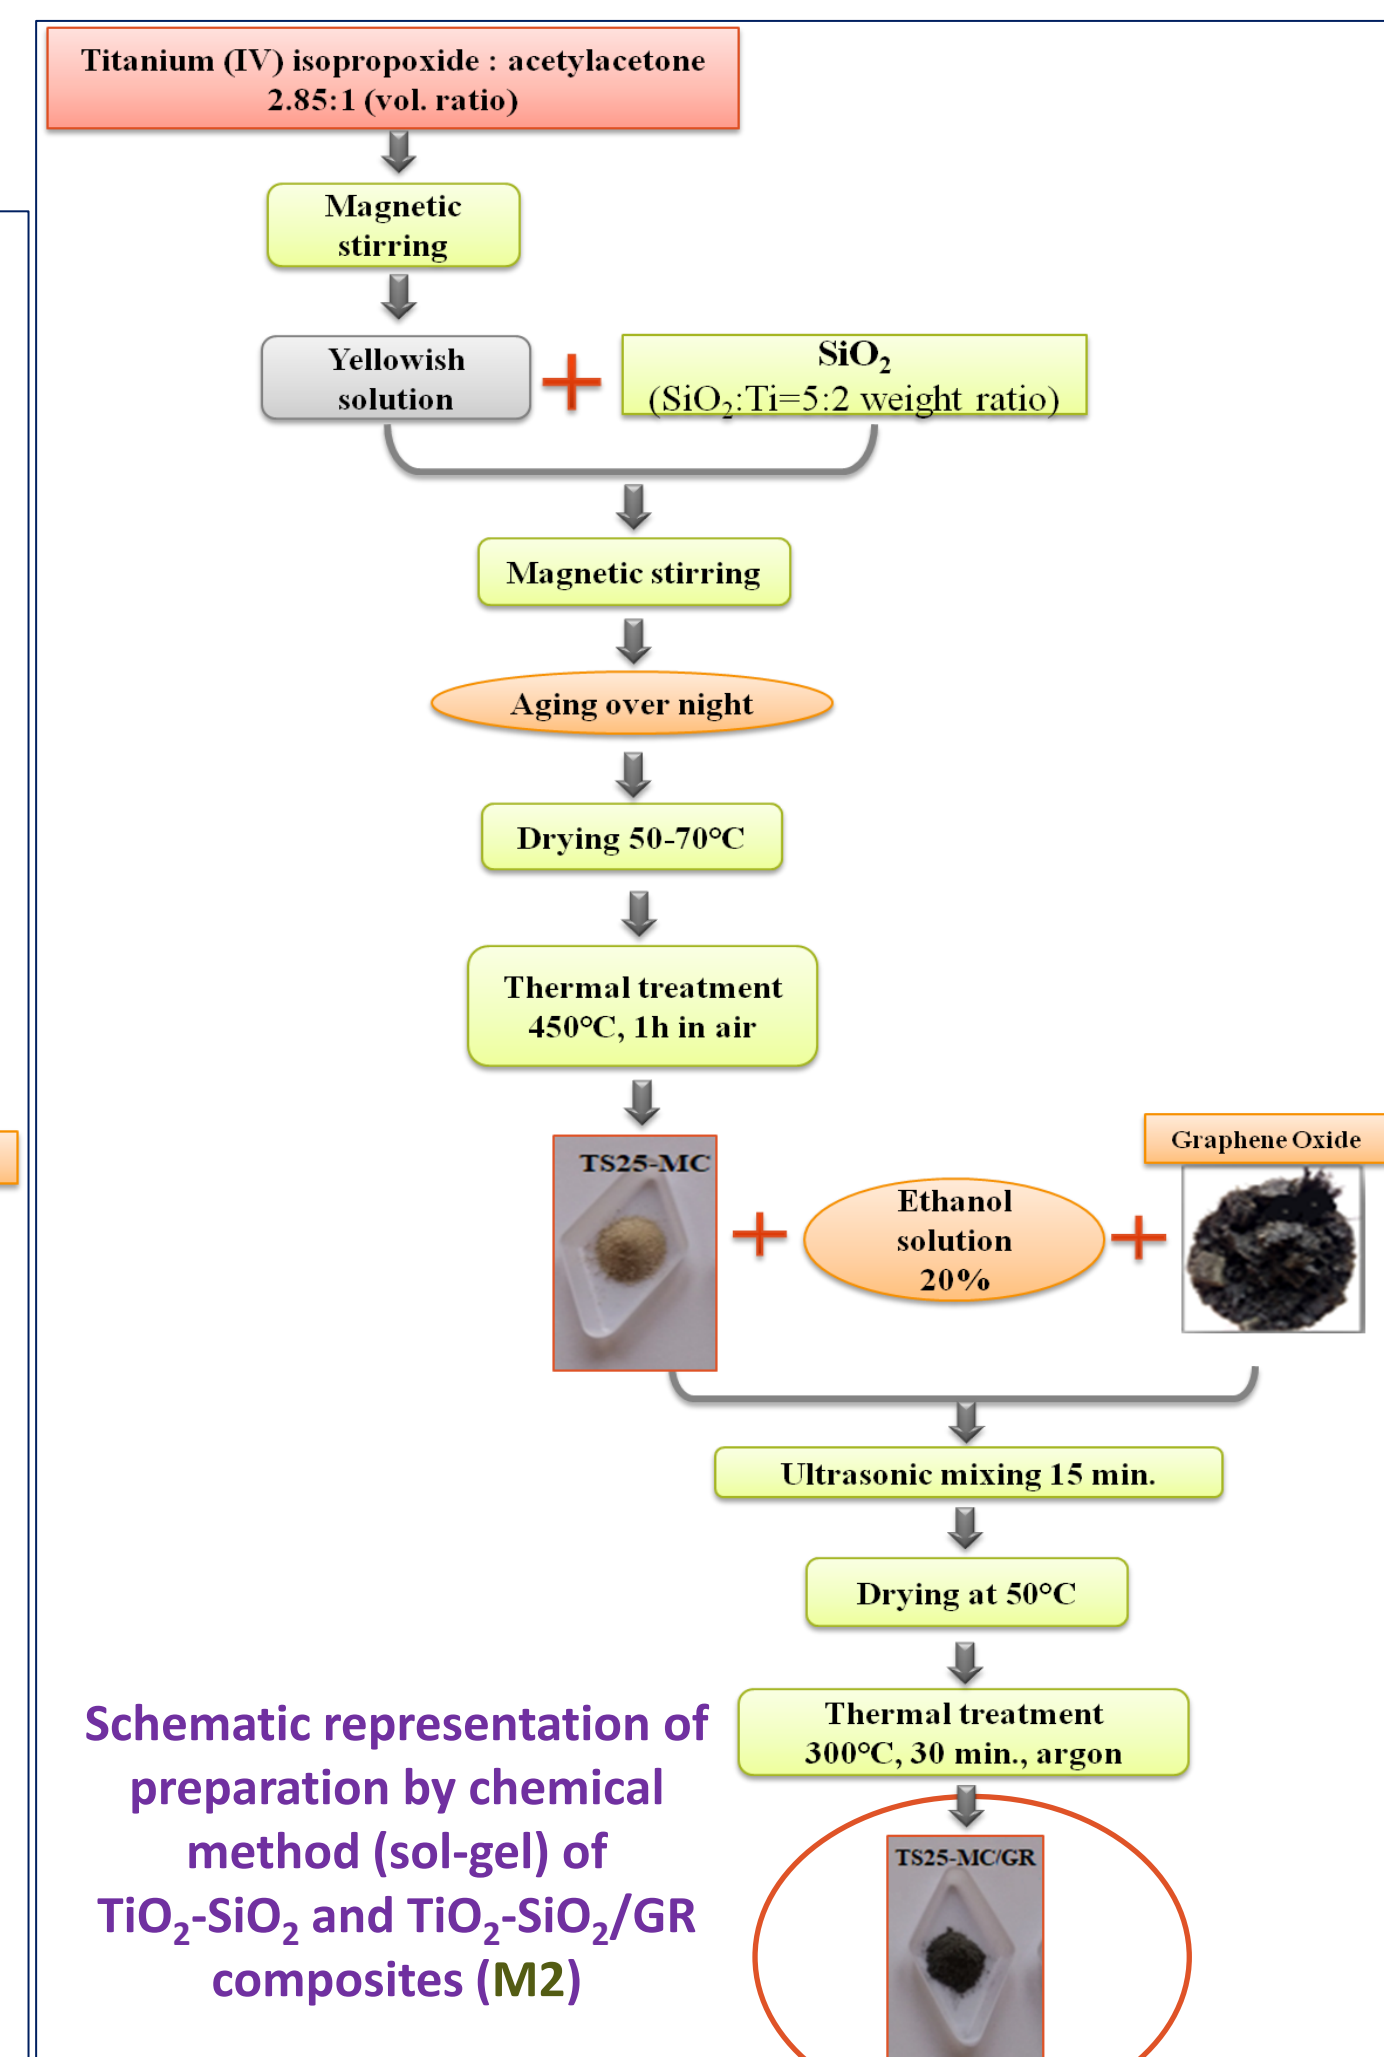 Titanium (IV) isopropoxide : acetylacetone
2.85:1 (vol. ratio)
Magnetic
stirring
Yellowish
solution
SiO₂
(SiO₂:Ti=5:2 weight ratio)
Magnetic stirring
Aging over night
Drying 50-70°C
Thermal treatment
450°C, 1h in air
TS25-MC
Ethanol
solution
20%
Graphene Oxide
Ultrasonic mixing 15 min.
Drying at 50°C
Thermal treatment
300°C, 30 min., argon
TS25-MC/GR
Schematic representation of
preparation by chemical
method (sol-gel) of
TiO₂-SiO₂ and TiO₂-SiO₂/GR
composites (M2)